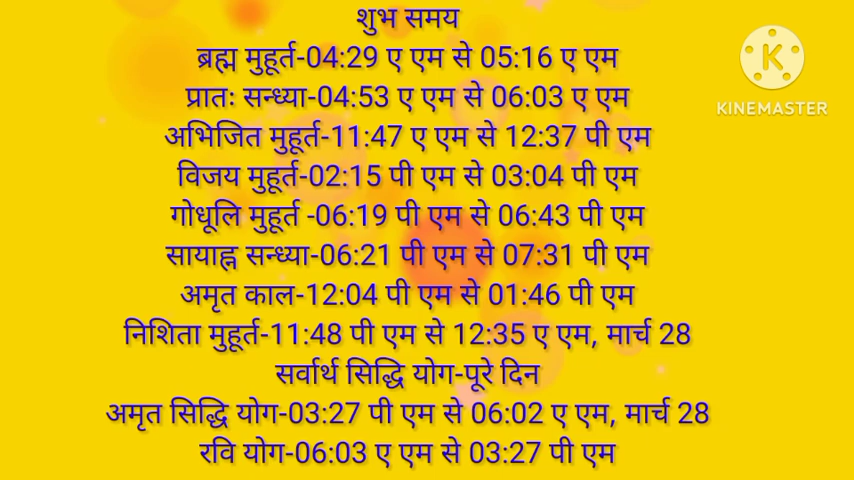 शुभ समय
ब्रह्म मुहूर्त-04:29 ए एम से 05:16 ए एम
प्रातः सन्ध्या-04:53 ए एम से 06:03 ए एम
अभिजित मुहूर्त-11:47 ए एम से 12:37 पी एम
विजय मुहूर्त-02:15 पी एम से 03:04 पी एम
गोधूलि मुहूर्त -06:19 पी एम से 06:43 पी एम
सायाह्न सन्ध्या-06:21 पी एम से 07:31 पी एम
अमृत काल-12:04 पी एम से 01:46 पी एम
निशिता मुहूर्त-11:48 पी एम से 12:35 ए एम, मार्च 28
सर्वार्थ सिद्धि योग-पूरे दिन
अमृत सिद्धि योग-03:27 पी एम से 06:02 ए एम, मार्च 28
रवि योग-06:03 ए एम से 03:27 पी एम
K
KINEMASTER